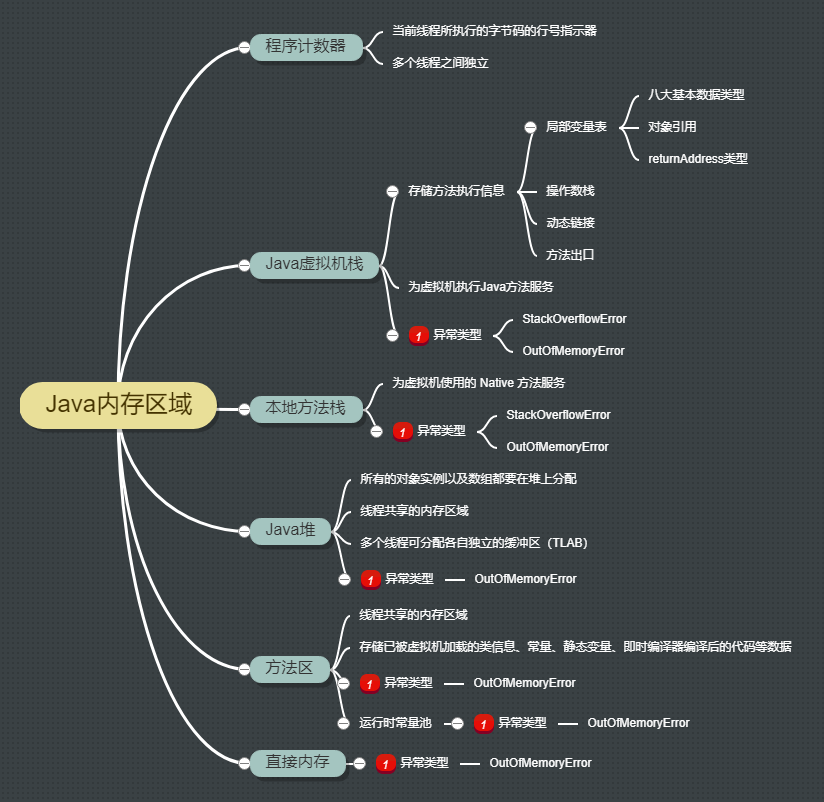 Java内存区域
程序计数器
当前线程所执行的字节码的行号指示器
多个线程之间独立
Java虚拟机栈
存储方法执行信息
局部变量表
八大基本数据类型
对象引用
returnAddress类型
操作数栈
动态链接
方法出口
为虚拟机执行Java方法服务
1 异常类型
StackOverflowError
OutOfMemoryError
本地方法栈
为虚拟机使用的 Native 方法服务
1 异常类型
StackOverflowError
OutOfMemoryError
Java堆
所有的对象实例以及数组都要在堆上分配
线程共享的内存区域
多个线程可分配各自独立的缓冲区（TLAB）
1 异常类型
OutOfMemoryError
方法区
线程共享的内存区域
存储已被虚拟机加载的类信息、常量、静态变量、即时编译器编译后的代码等数据
1 异常类型
OutOfMemoryError
运行时常量池
1 异常类型
OutOfMemoryError
直接内存
1 异常类型
OutOfMemoryError